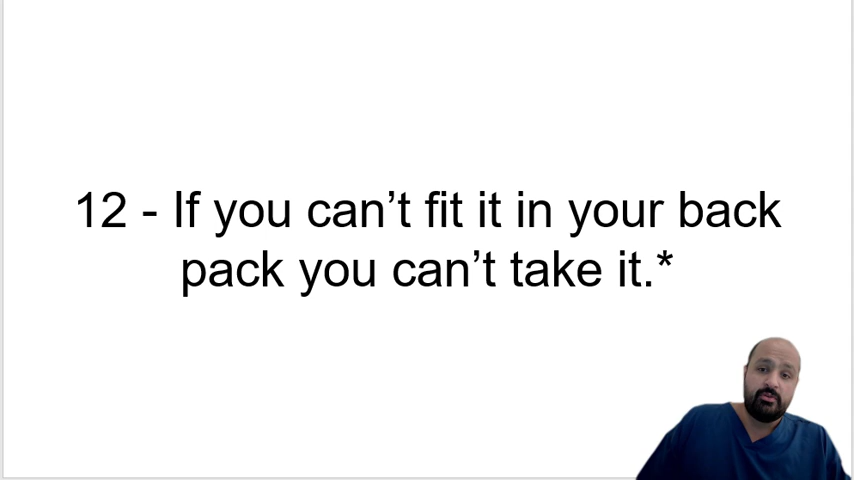 12 - If you can’t fit it in your back
pack you can’t take it.*